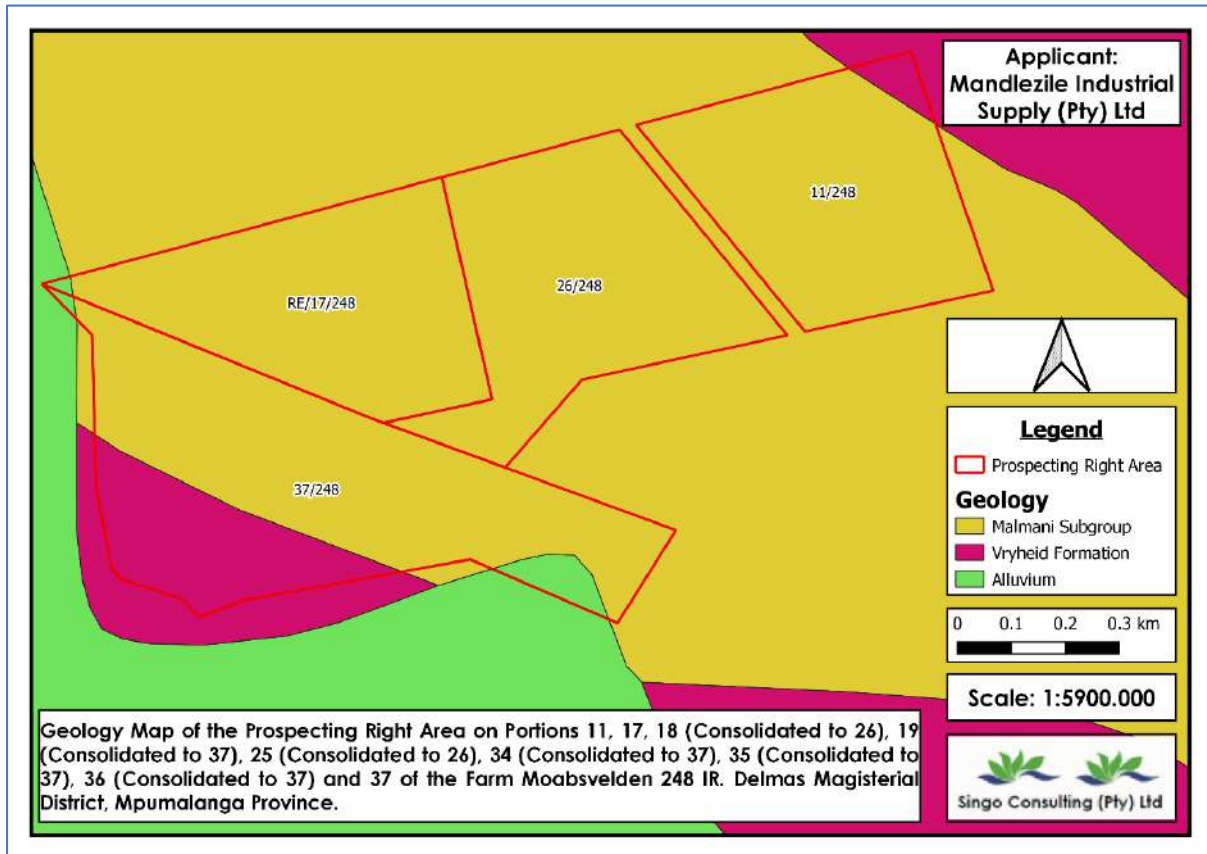 Applicant:
Mandlezile Industrial
Supply (Pty) Ltd
11/248
26/248
RE/17/248
37/248
Legend
Prospecting Right Area
Geology
Malmani Subgroup
Vryheid Formation
Alluvium
0 0.1 0.2 0.3 km
Scale: 1:5900.000
Geology Map of the Prospecting Right Area on Portions 11, 17, 18 (Consolidated to 26), 19
(Consolidated to 37), 25 (Consolidated to 26), 34 (Consolidated to 37), 35 (Consolidated to
37), 36 (Consolidated to 37) and 37 of the Farm Moabsvelden 248 IR. Delmas Magisterial
District, Mpumalanga Province.
Singo Consulting (Pty) Ltd